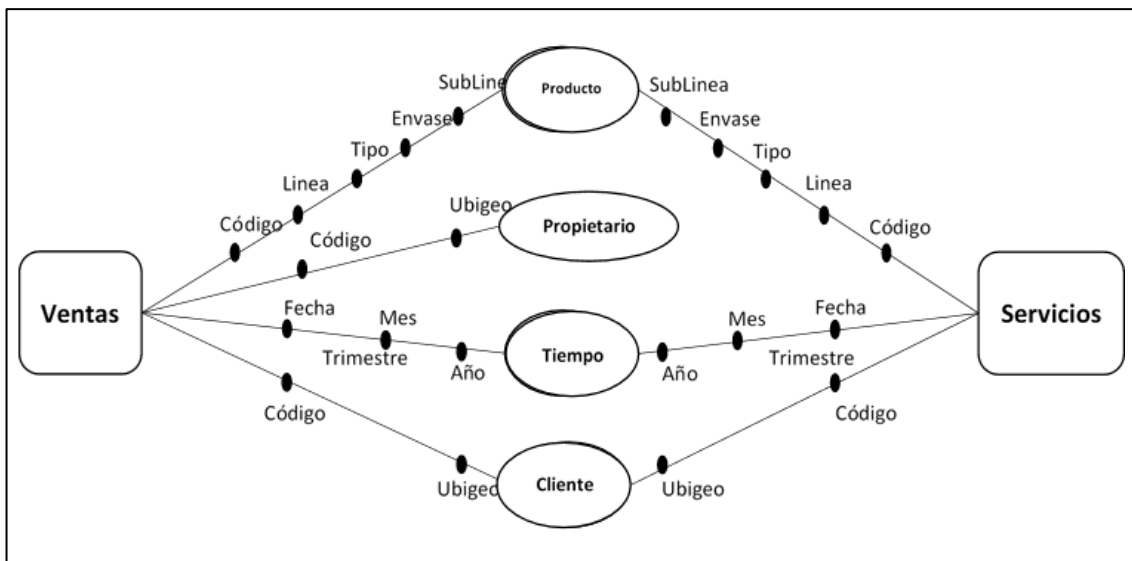 SubLine
Producto
SubLinea
Envase
Envase
Tipo
Tipo
Linea
Linea
Código
Código
Ubigeo
Código
Propietario
Ventas
Servicios
Fecha
Mes
Trimestre
Año
Tiempo
Mes
Fecha
Año
Trimestre
Código
Código
Ubigeo
Cliente
Ubigeo